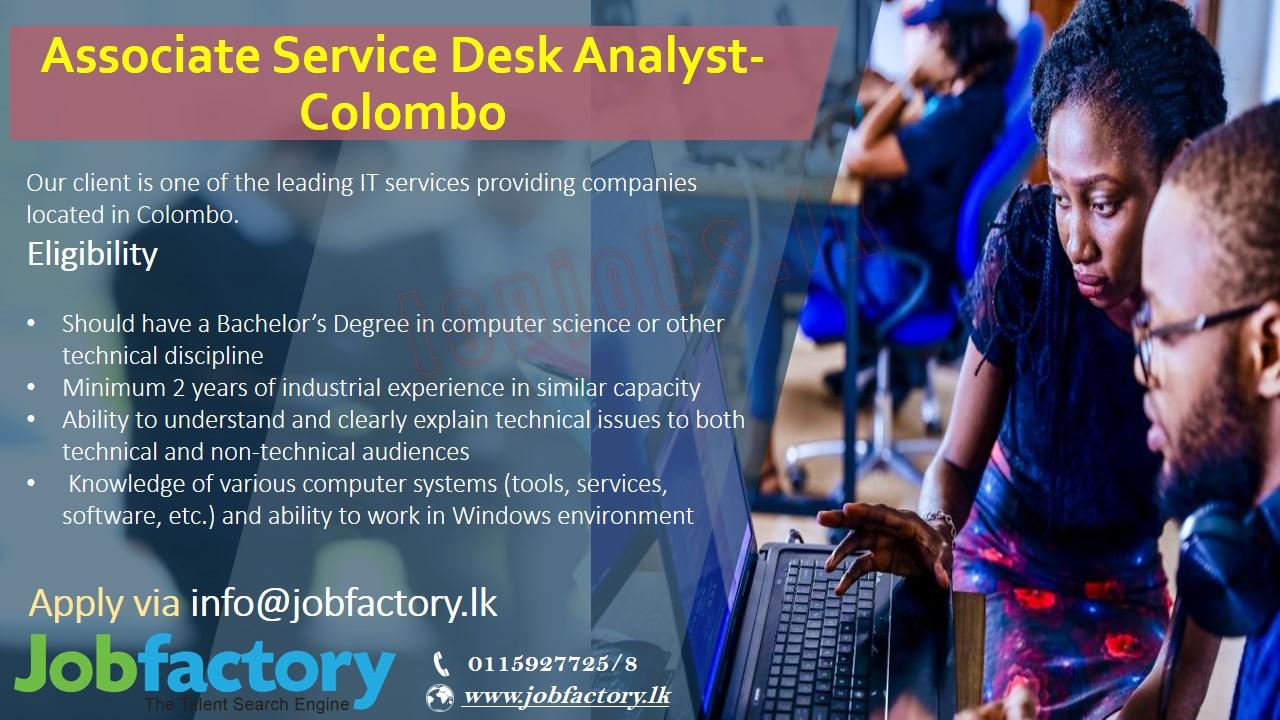 Associate Service Desk Analyst-
Colombo
Our client is one of the leading IT services providing companies
located in Colombo.
Eligibility
• Should have a Bachelor’s Degree in computer science or other
technical discipline
• Minimum 2 years of industrial experience in similar capacity
• Ability to understand and clearly explain technical issues to both
technical and non-technical audiences
• Knowledge of various computer systems (tools, services,
software, etc.) and ability to work in Windows environment
topjobs.lk
Apply via info@jobfactory.lk
Jobfactory
The Talent Search Engine
0115927725/8
www.jobfactory.lk